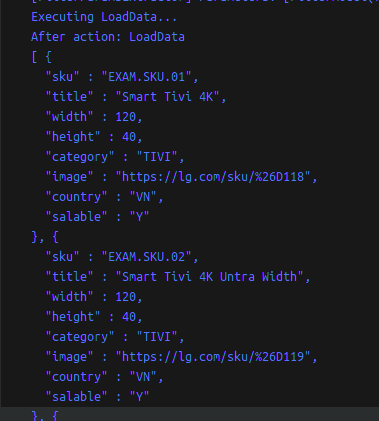 Executing LoadData...
After action: LoadData
[ {
"sku" : "EXAM.SKU.01",
"title" : "Smart Tivi 4K",
"width" : 120,
"height" : 40,
"category" : "TIVI",
"image" : "https://lg.com/sku/%26D118",
"country" : "VN",
"salable" : "Y"
}, {
"sku" : "EXAM.SKU.02",
"title" : "Smart Tivi 4K Untra Width",
"width" : 120,
"height" : 40,
"category" : "TIVI",
"image" : "https://lg.com/sku/%26D119",
"country" : "VN",
"salable" : "Y"
}, {